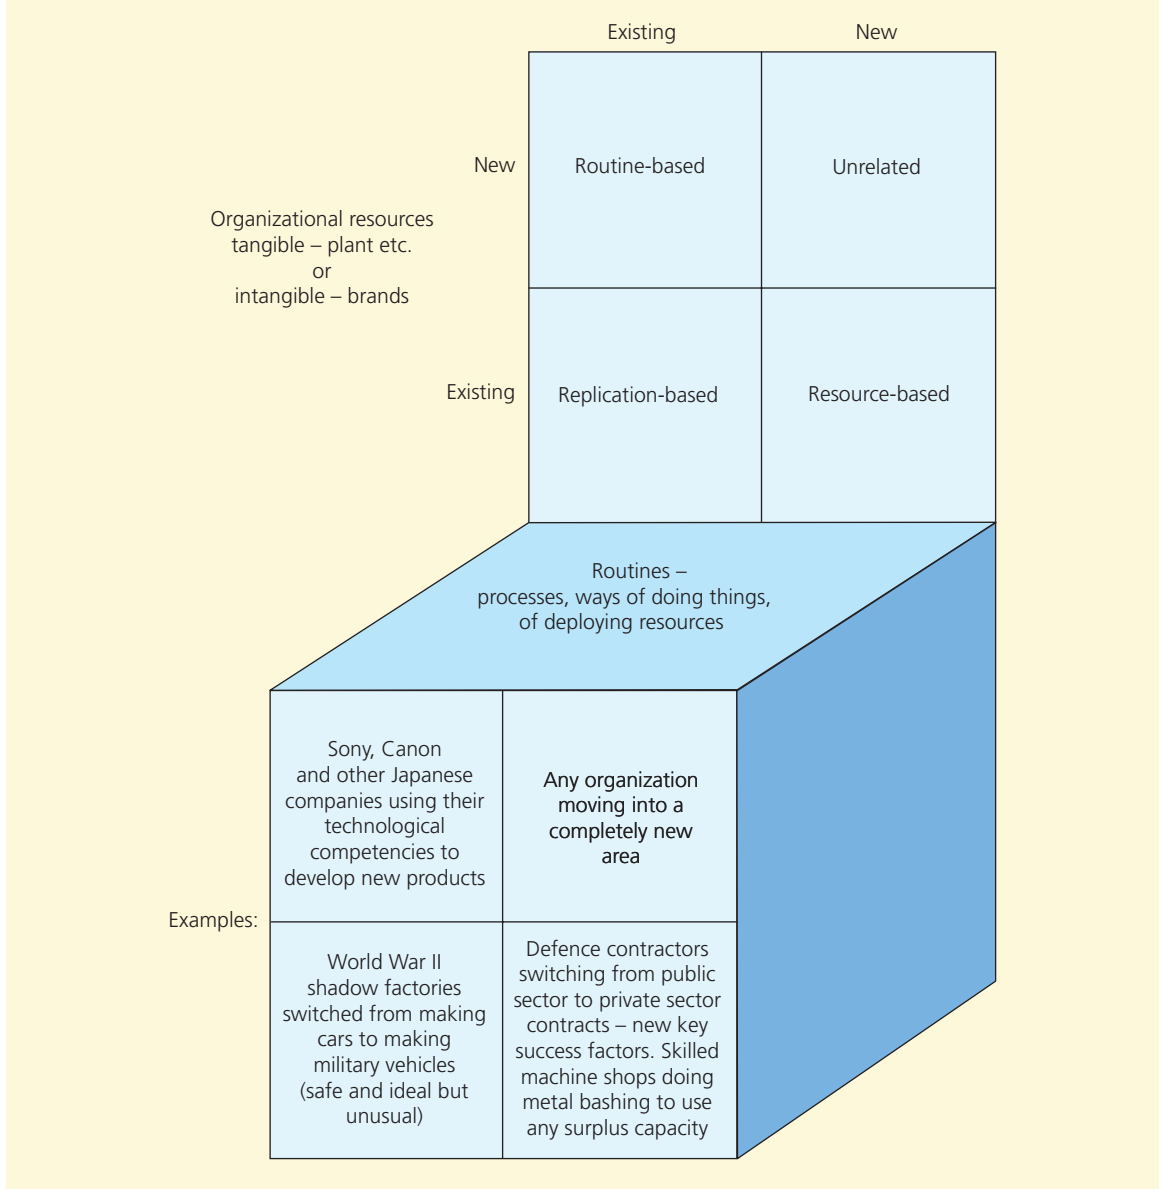 Existing
New
New
Routine-based
Unrelated
Organizational resources
tangible – plant etc.
or
intangible – brands
Existing
Replication-based
Resource-based
Routines –
processes, ways of doing things,
of deploying resources
Sony, Canon
and other Japanese
companies using their
technological
competencies to
develop new products
Any organization
moving into a
completely new
area
Examples:
World War II
shadow factories
switched from making
cars to making
military vehicles
(safe and ideal but
unusual)
Defence contractors
switching from public
sector to private sector
contracts – new key
success factors. Skilled
machine shops doing
metal bashing to use
any surplus capacity